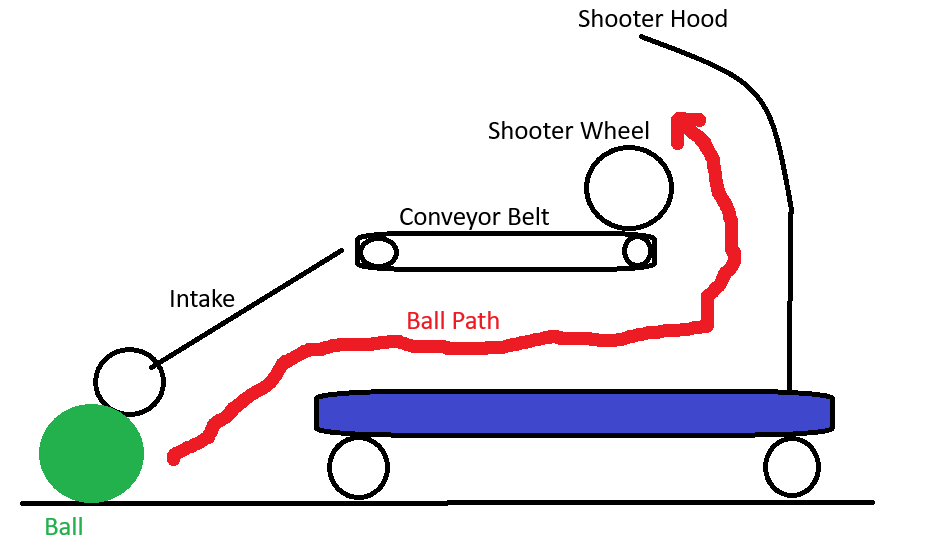 Shooter Hood
Shooter Wheel
Conveyor Belt
Intake
Ball Path
Ball